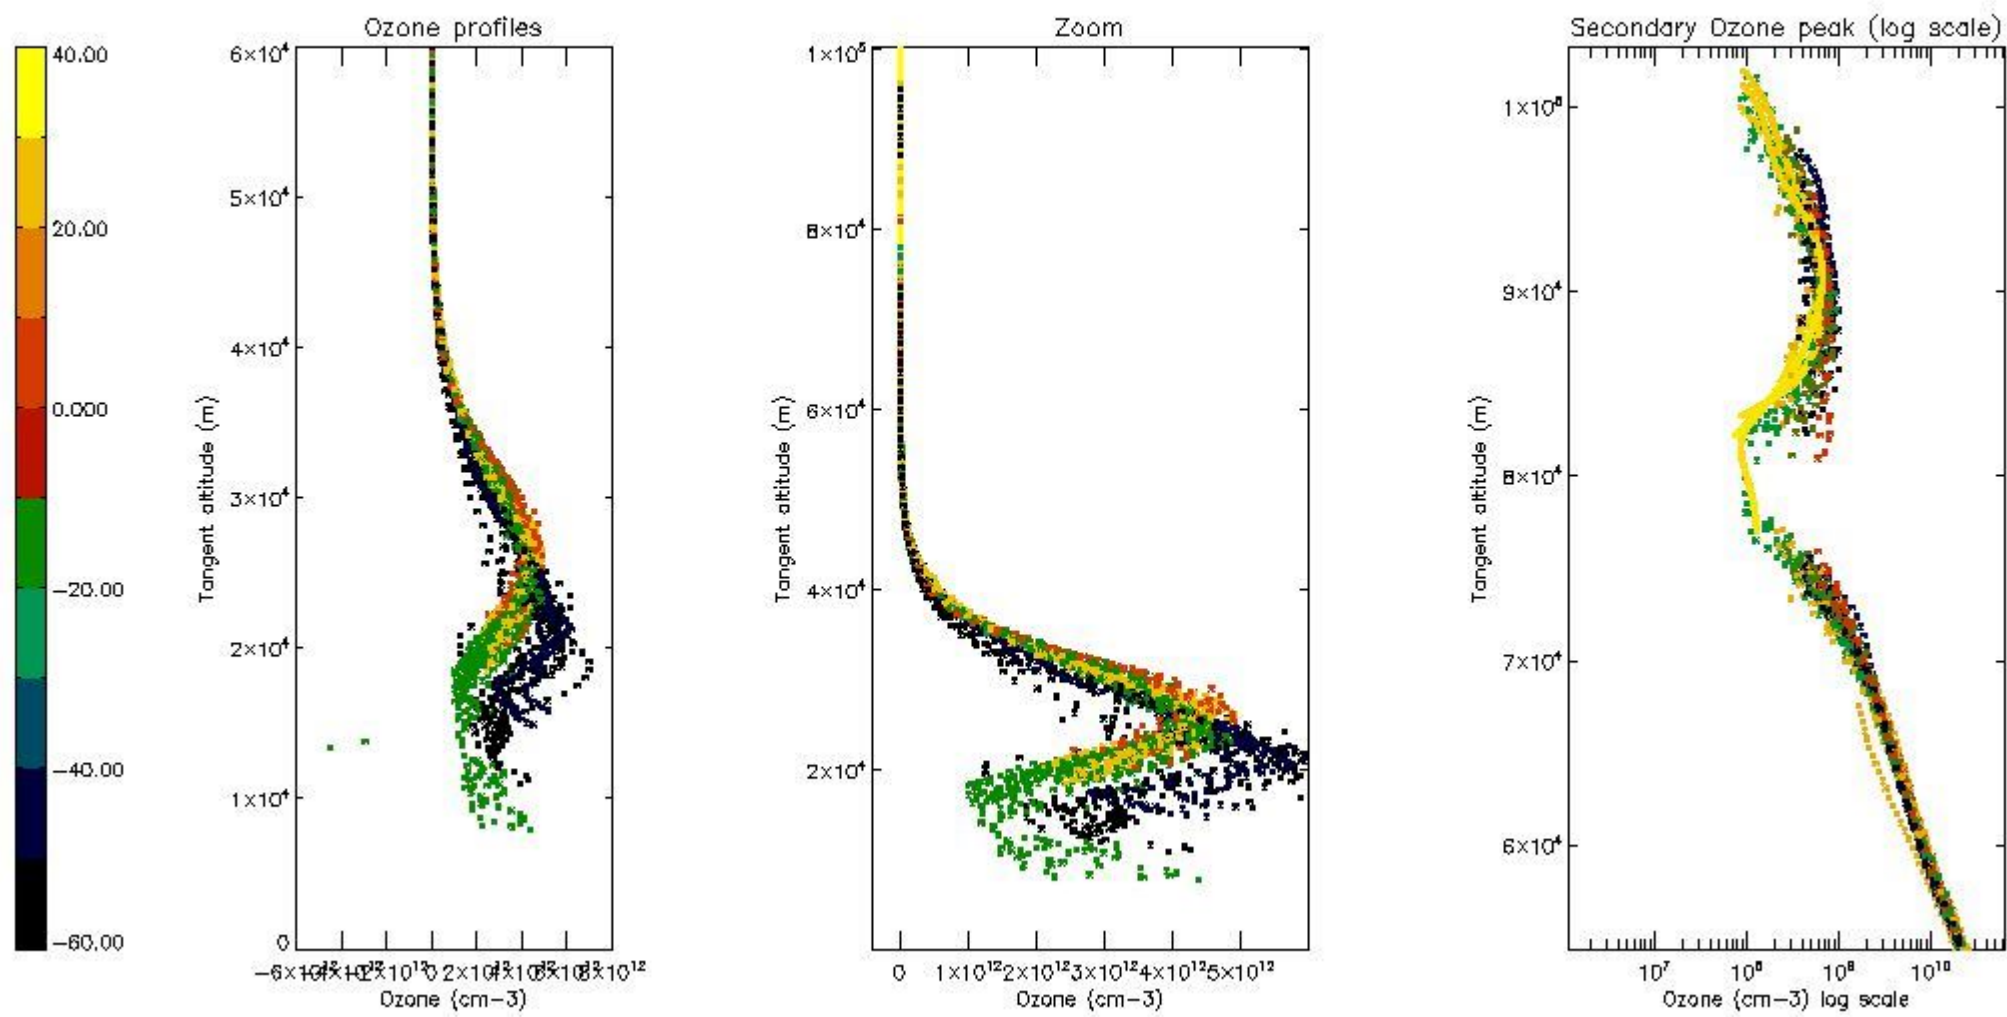 Ozone profiles
Zoom
Secondary Ozone peak (log scale)
40.00
20.00
0.000
−20.00
−40.00
−60.00
6×10⁴
5×10⁴
4×10⁴
3×10⁴
2×10⁴
1×10⁴
0
Tangent altitude (m)
8×10¹²
Ozone (cm−3)
1×10⁵
8×10⁴
6×10⁴
4×10⁴
2×10⁴
Tangent altitude (m)
0 1×10¹² 2×10¹² 3×10¹² 4×10¹² 5×10¹²
Ozone (cm−3)
9×10⁴
8×10⁴
7×10⁴
6×10⁴
Tangent altitude (m)
10⁷ 10⁸ 10⁹ 10¹⁰
Ozone (cm−3) log scale